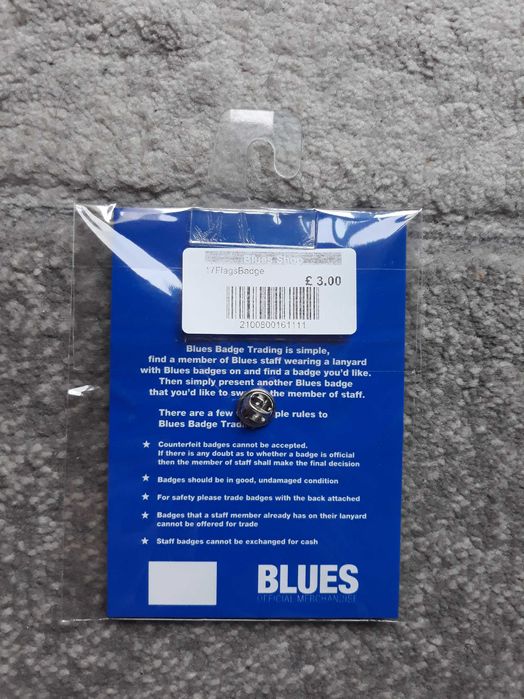 Blues Shop
17FlagsBadge
£ 3.00
2100800161111
Blues Badge Trading is simple,
find a member of Blues staff wearing a lanyard
with Blues badges on and find a badge you'd like.
Then simply present another Blues badge
that you'd like to the member of staff.
There are a few rules to
Blues Badge
★ Counterfeit badges cannot be accepted.
If there is any doubt as to whether a badge is official
then the member of staff shall make the final decision
★ Badges should be in good, undamaged condition
★ For safety please trade badges with the back attached
★ Badges that a staff member already has on their lanyard
cannot be offered for trade
★ Staff badges cannot be exchanged for cash
BLUES
OFFICIAL MERCHANDISE